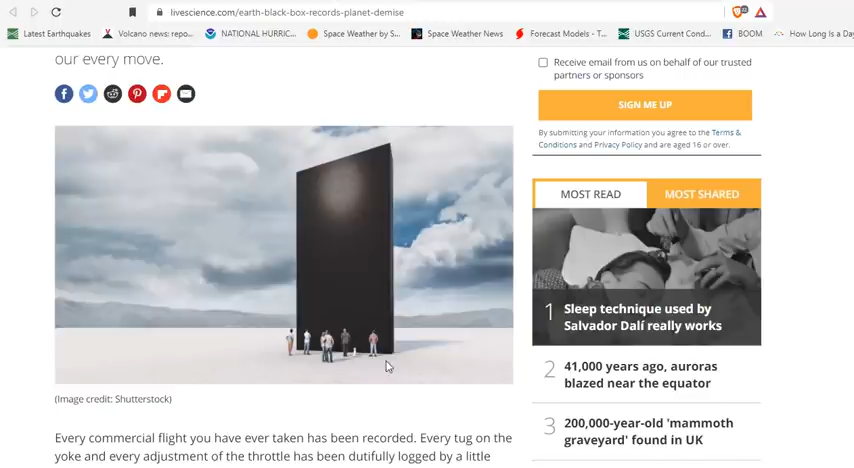 livescience.com/earth-black-box-records-planet-demise
Latest Earthquakes
Volcano news: repo...
NATIONAL HURRIC...
Space Weather by S...
Space Weather News
Forecast Models - T...
USGS Current Cond...
BOOM
How Long Is a Day
our every move.
(Image credit: Shutterstock)
Every commercial flight you have ever taken has been recorded. Every tug on the
yoke and every adjustment of the throttle has been dutifully logged by a little
Receive email from us on behalf of our trusted
partners or sponsors
SIGN ME UP
By submitting your information you agree to the Terms &
Conditions and Privacy Policy and are aged 16 or over.
MOST READ
MOST SHARED
1 Sleep technique used by
Salvador Dalí really works
2 41,000 years ago, auroras
blazed near the equator
3 200,000-year-old 'mammoth
graveyard' found in UK